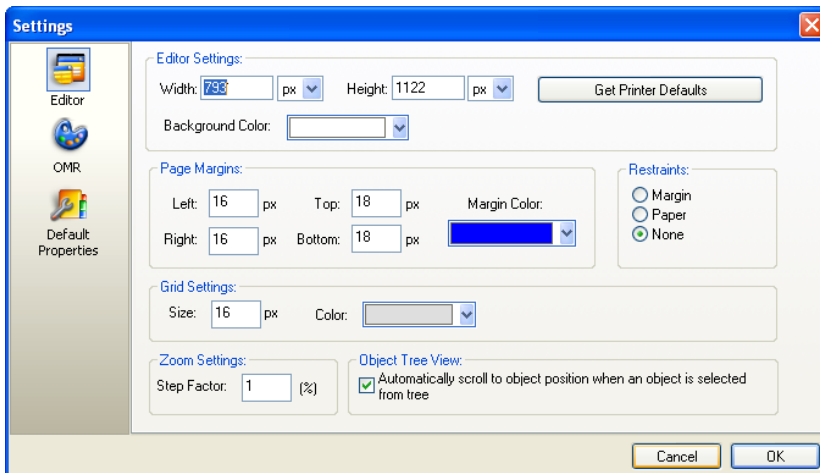 Settings
Editor
OMR
Default
Properties
Editor Settings:
Width: 793 px Height: 1122 px Get Printer Defaults
Background Color:
Page Margins:
Left: 16 px Top: 18 px Margin Color:
Right: 16 px Bottom: 18 px
Restraints:
Margin
Paper
None
Grid Settings:
Size: 16 px Color:
Zoom Settings:
Step Factor: 1 (%)
Object Tree View:
Automatically scroll to object position when an object is selected
from tree
Cancel OK